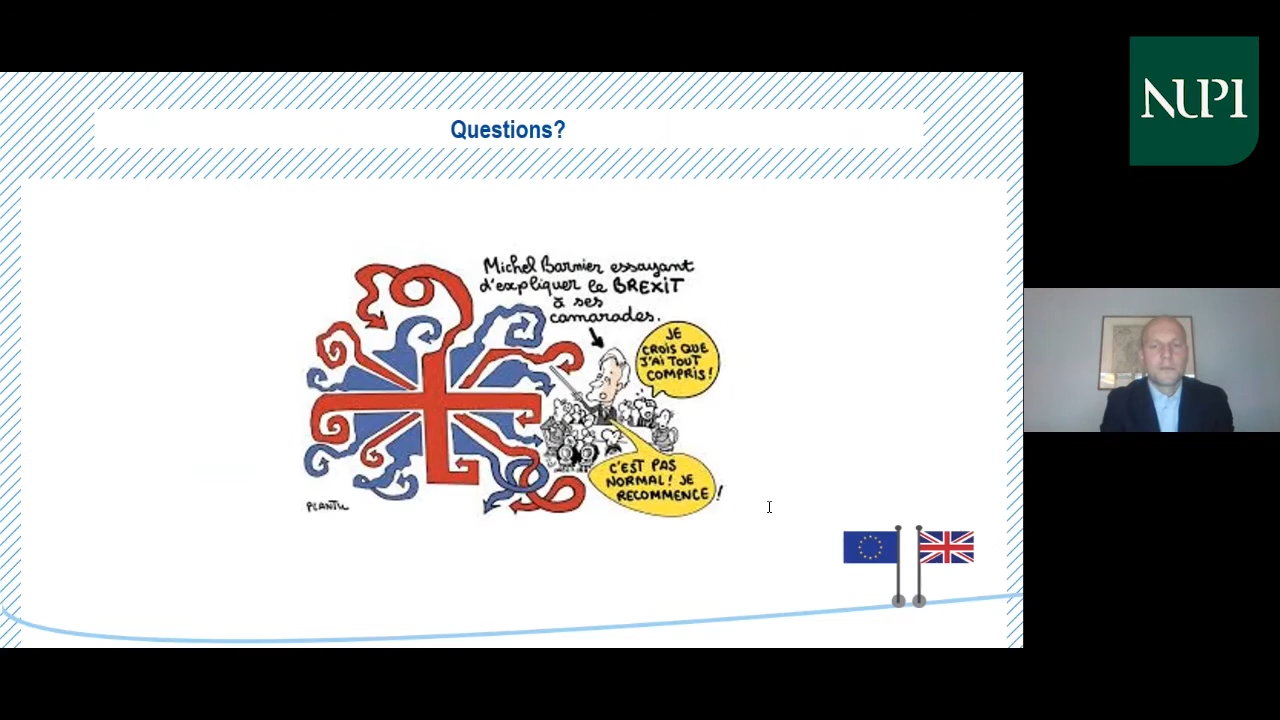 Questions?
NUPI
Michel Barnier essayant
d'expliquer le BREXIT
à ses
camarades.
JE
CROIS QUE
J'AI TOUT
COMPRIS!
C'EST PAS
NORMAL! JE
RECOMMENCE!
PLANTU